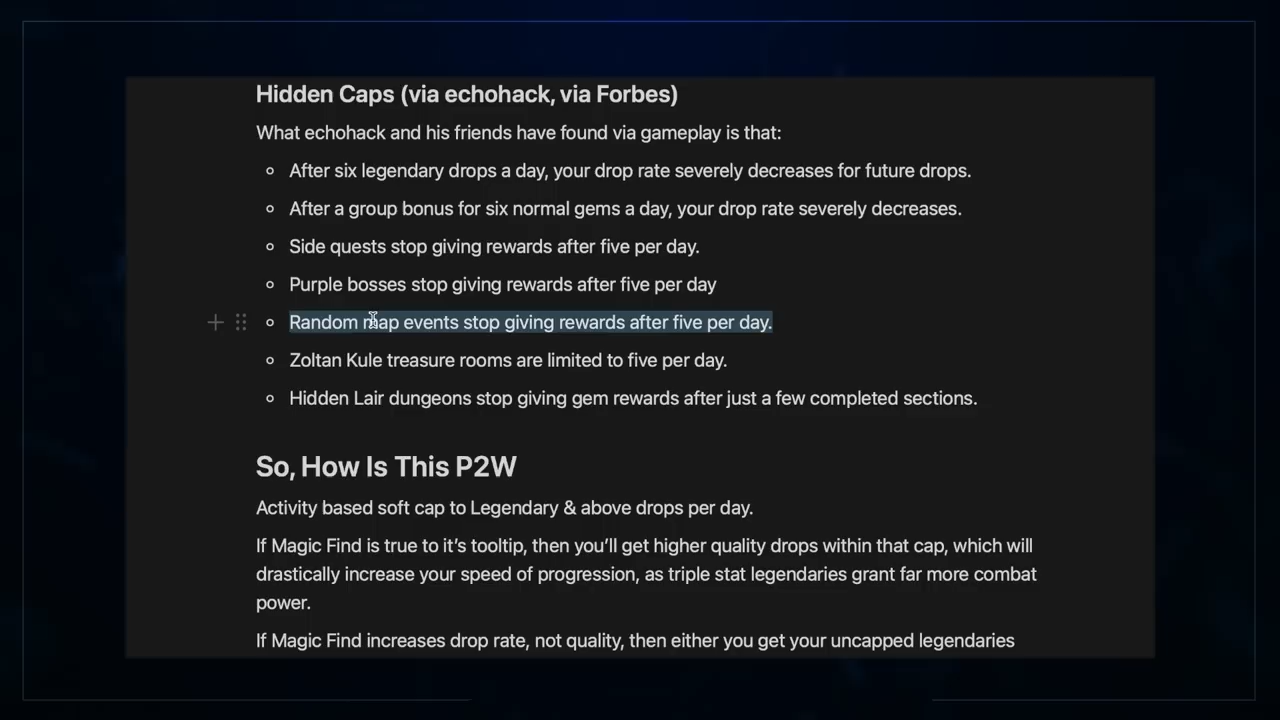 Hidden Caps (via echohack, via Forbes)
What echohack and his friends have found via gameplay is that:
After six legendary drops a day, your drop rate severely decreases for future drops.
After a group bonus for six normal gems a day, your drop rate severely decreases.
Side quests stop giving rewards after five per day.
Purple bosses stop giving rewards after five per day
Random map events stop giving rewards after five per day.
Zoltan Kule treasure rooms are limited to five per day.
Hidden Lair dungeons stop giving gem rewards after just a few completed sections.
So, How Is This P2W
Activity based soft cap to Legendary & above drops per day.
If Magic Find is true to it’s tooltip, then you’ll get higher quality drops within that cap, which will
drastically increase your speed of progression, as triple stat legendaries grant far more combat
power.
If Magic Find increases drop rate, not quality, then either you get your uncapped legendaries